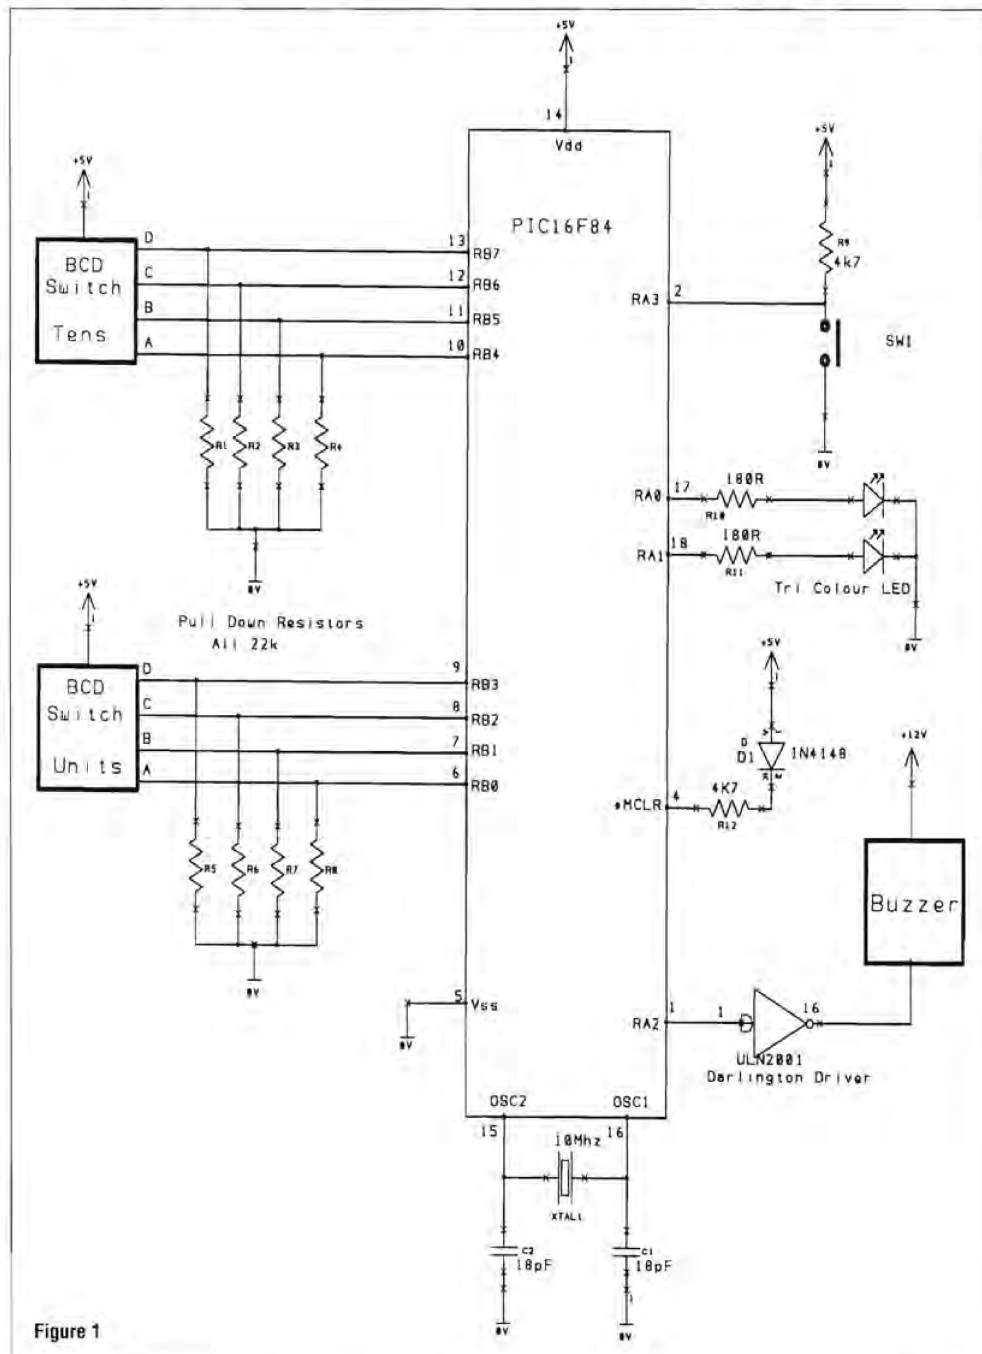 +5V
14
Vdd
PIC16F84
+5V
BCD
Switch
Tens
D
C
B
A
13
12
11
10
RB7
RB6
RB5
RB4
R1
R2
R3
R4
0V
+5V
R9
4k7
RA3
2
SW1
0V
RA0
17
180R
R10
RA1
18
180R
R11
Tri Colour LED
0V
Pull Down Resistors
All 22k
+5V
BCD
Switch
Units
D
C
B
A
9
8
7
6
RB3
RB2
RB1
RB0
R5
R6
R7
R8
0V
+5V
D1
IN4148
*MCLR
4
4K7
R12
+12V
Buzzer
5
Vss
0V
RA2
1
1
16
ULN2001
Darlington Driver
OSC2
OSC1
15
16
10Mhz
XTAL1
C2
18pF
C1
18pF
0V
0V
Figure 1